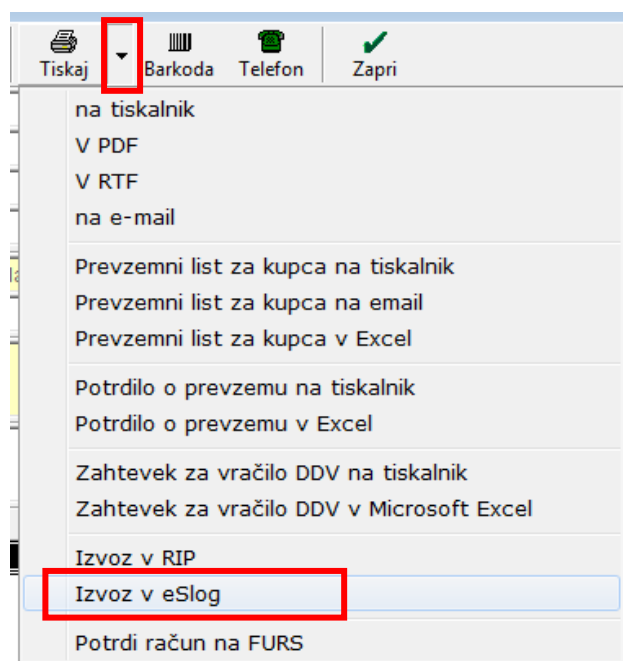 Tiskaj Barkoda Telefon Zapri
na tiskalnik
V PDF
V RTF
na e-mail
Prevzemni list za kupca na tiskalnik
Prevzemni list za kupca na email
Prevzemni list za kupca v Excel
Potrdilo o prevzemu na tiskalnik
Potrdilo o prevzemu v Excel
Zahtevek za vračilo DDV na tiskalnik
Zahtevek za vračilo DDV v Microsoft Excel
Izvoz v RIP
Izvoz v eSlog
Potrdi račun na FURS